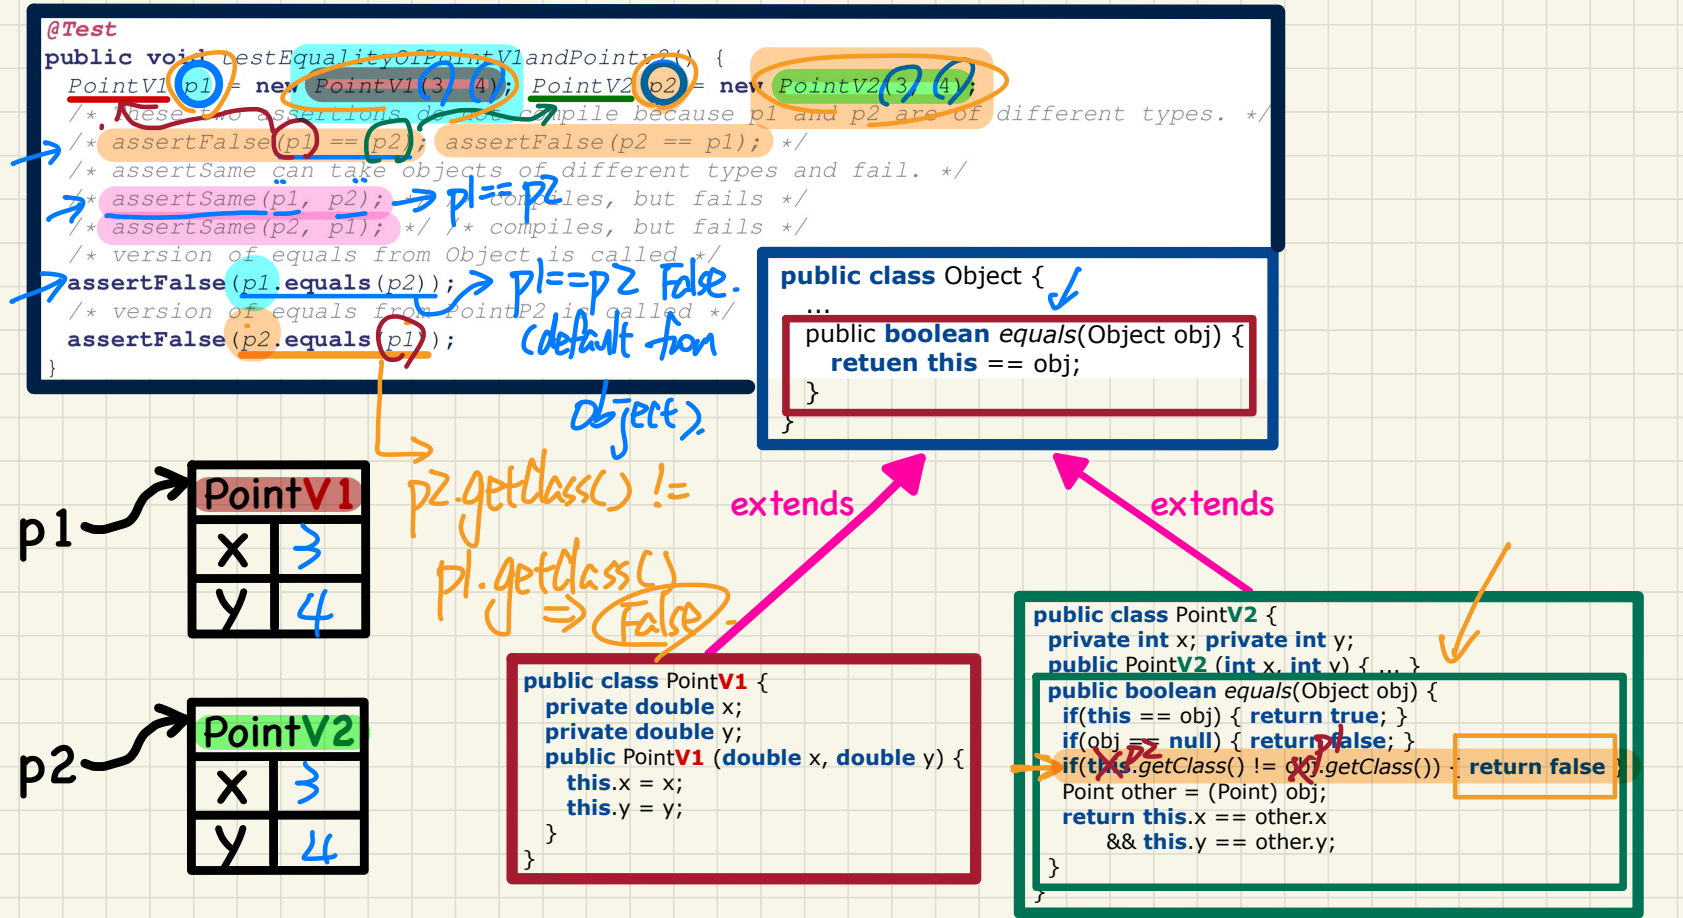 @Test
public void testEqualityOfPointV1andPointv2() {
PointV1 p1 = new PointV1(3, 4); PointV2 p2 = new PointV2(3, 4);
/* These two assertions do not compile because p1 and p2 are of different types. */
/* assertFalse(p1 == p2); assertFalse(p2 == p1); */
/* assertSame can take objects of different types and fail. */
/* assertSame(p1, p2); */ /* compiles, but fails */
p1==p2
/* assertSame(p2, p1); */ /* compiles, but fails */
/* version of equals from Object is called */
assertFalse(p1.equals(p2));
p1==p2 False.
(default from
object).
/* version of equals from PointP2 is called */
assertFalse(p2.equals(p1));
}
p2.getClass() !=
p1.getClass()
=> False.
public class Object {
...
public boolean equals(Object obj) {
retuen this == obj;
}
}
extends
extends
p1
PointV1
x 3
y 4
p2
PointV2
x 3
y 4
public class PointV1 {
private double x;
private double y;
public PointV1 (double x, double y) {
this.x = x;
this.y = y;
}
}
public class PointV2 {
private int x; private int y;
public PointV2 (int x, int y) { ... }
public boolean equals(Object obj) {
if(this == obj) { return true; }
if(obj == null) { return false; }
p2 p1
if(this.getClass() != obj.getClass()) { return false }
Point other = (Point) obj;
return this.x == other.x
&& this.y == other.y;
}
}